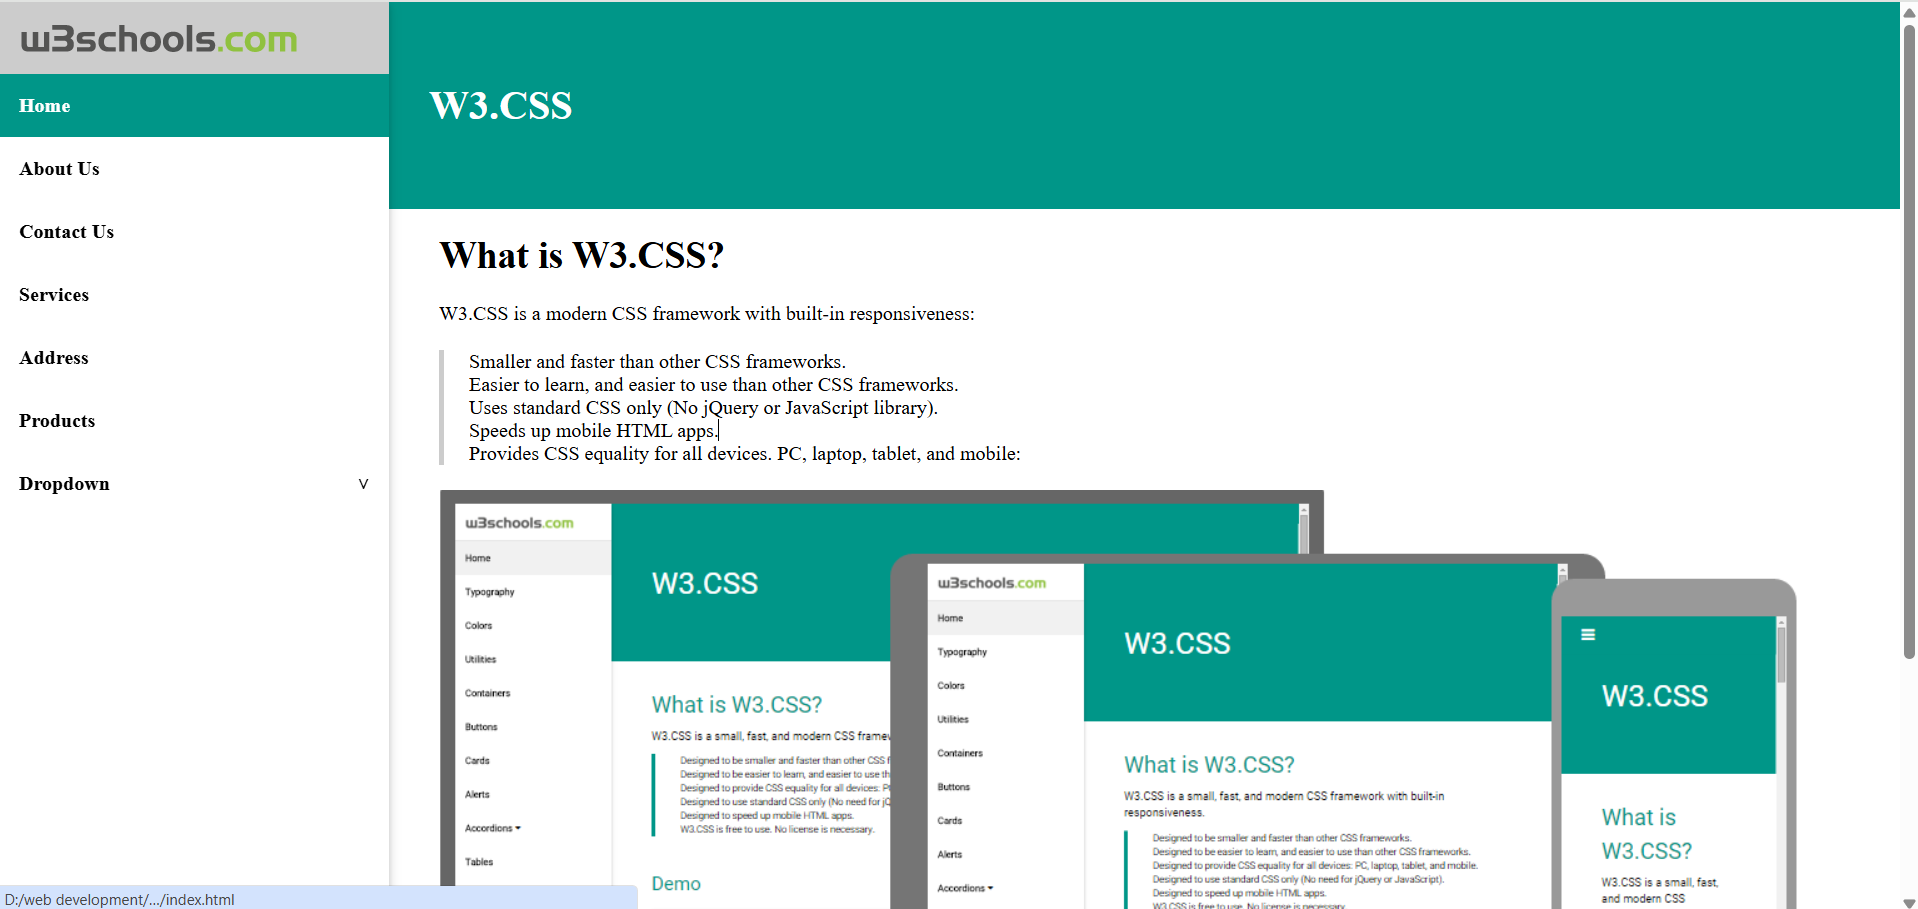 w3schools.com
Home
About Us
Contact Us
Services
Address
Products
Dropdown V
W3.CSS
What is W3.CSS?
W3.CSS is a modern CSS framework with built-in responsiveness:
Smaller and faster than other CSS frameworks.
Easier to learn, and easier to use than other CSS frameworks.
Uses standard CSS only (No jQuery or JavaScript library).
Speeds up mobile HTML apps.
Provides CSS equality for all devices. PC, laptop, tablet, and mobile:
w3schools.com
Home
Typography
Colors
Utilities
Containers
Buttons
Cards
Alerts
Accordions
Tables
W3.CSS
What is W3.CSS?
W3.CSS is a small, fast, and modern CSS
Designed to be smaller and faster than other CSS
Designed to be easier to learn, and easier to use
Designed to provide CSS equality for all devices:
Designed to use standard CSS only (No need for
Designed to speed up mobile HTML apps.
W3.CSS is free to use. No license is necessary.
Demo
w3schools.com
Home
Typography
Colors
Utilities
Containers
Buttons
Cards
Alerts
Accordions
W3.CSS
What is W3.CSS?
W3.CSS is a small, fast, and modern CSS framework with built-in
responsiveness.
Designed to be smaller and faster than other CSS frameworks.
Designed to be easier to learn, and easier to use than other CSS frameworks.
Designed to provide CSS equality for all devices: PC, laptop, tablet, and mobile.
Designed to use standard CSS only (No need for jQuery or JavaScript).
Designed to speed up mobile HTML apps.
W3.CSS is free to use. No license is necessary.
W3.CSS
What is
W3.CSS?
W3.CSS is a small, fast,
and modern CSS
D:/web development/.../index.html